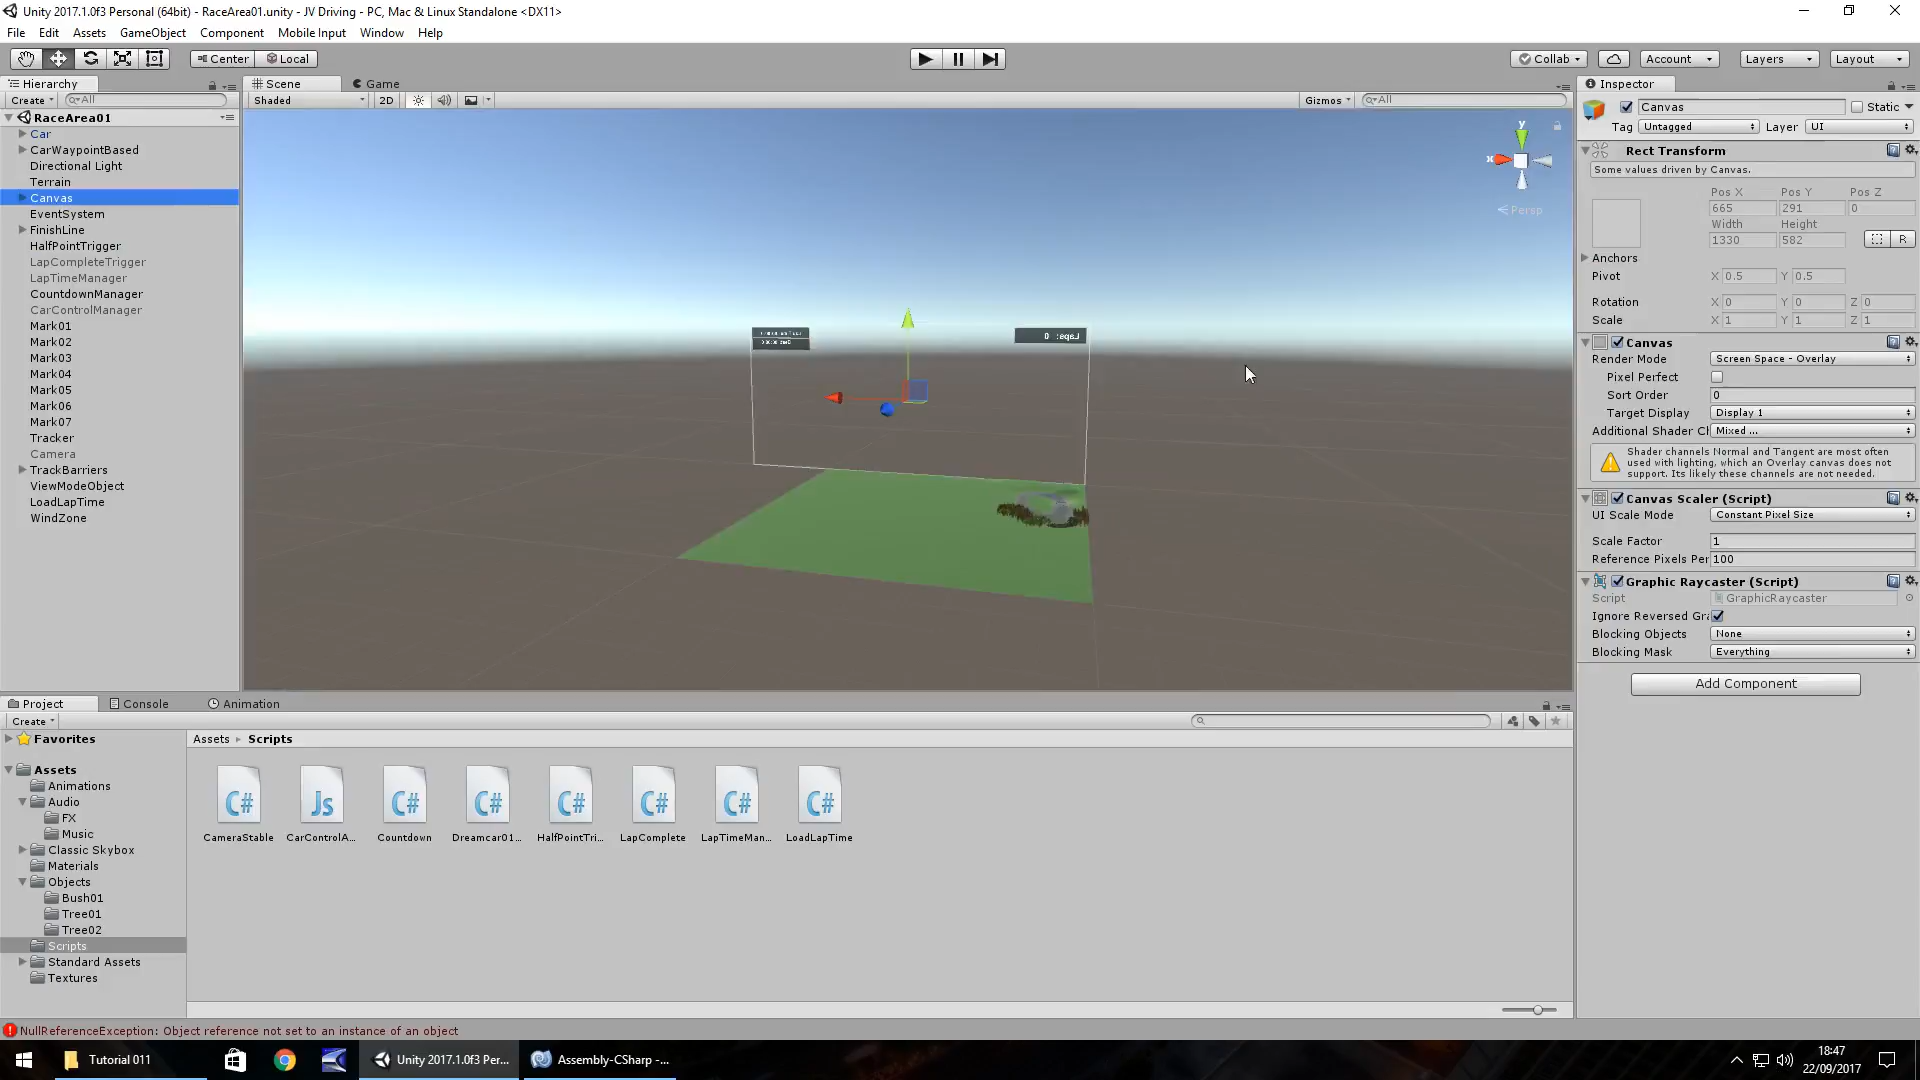 Unity 2017.1.0f3 Personal (64bit) - RaceArea01.unity - JV Driving - PC, Mac & Linux Standalone <DX11>
File Edit Assets GameObject Component Mobile Input Window Help
Center Local Collab Account Layers Layout
Hierarchy
Create All
RaceArea01
Car
CarWaypointBased
Directional Light
Terrain
Canvas
EventSystem
FinishLine
HalfPointTrigger
LapCompleteTrigger
LapTimeManager
CountdownManager
CarControlManager
Mark01
Mark02
Mark03
Mark04
Mark05
Mark06
Mark07
Tracker
Camera
TrackBarriers
ViewModeObject
LoadLapTime
WindZone
Scene Game
Shaded 2D Gizmos All
y
x
Persp
Laps: 0
Inspector
Canvas Static
Tag Untagged Layer UI
Rect Transform
Some values driven by Canvas.
Pos X Pos Y Pos Z
665 291 0
Width Height
1330 582 R
Anchors
Pivot X 0.5 Y 0.5
Rotation X 0 Y 0 Z 0
Scale X 1 Y 1 Z 1
Canvas
Render Mode Screen Space - Overlay
Pixel Perfect
Sort Order 0
Target Display Display 1
Additional Shader Cl Mixed ...
Shader channels Normal and Tangent are most often
used with lighting, which an Overlay canvas does not
support. Its likely these channels are not needed.
Canvas Scaler (Script)
UI Scale Mode Constant Pixel Size
Scale Factor 1
Reference Pixels Per 100
Graphic Raycaster (Script)
Script GraphicRaycaster
Ignore Reversed Gra
Blocking Objects None
Blocking Mask Everything
Add Component
Project Console Animation
Create
Favorites
Assets
Animations
Audio
FX
Music
Classic Skybox
Materials
Objects
Bush01
Tree01
Tree02
Scripts
Standard Assets
Textures
Assets Scripts
C# Js C# C# C# C# C# C#
CameraStable CarControlA... Countdown Dreamcar01... HalfPointTri... LapComplete LapTimeMan... LoadLapTime
NullReferenceException: Object reference not set to an instance of an object
Tutorial 011 Unity 2017.1.0f3 Per... Assembly-CSharp -...
18:47
22/09/2017